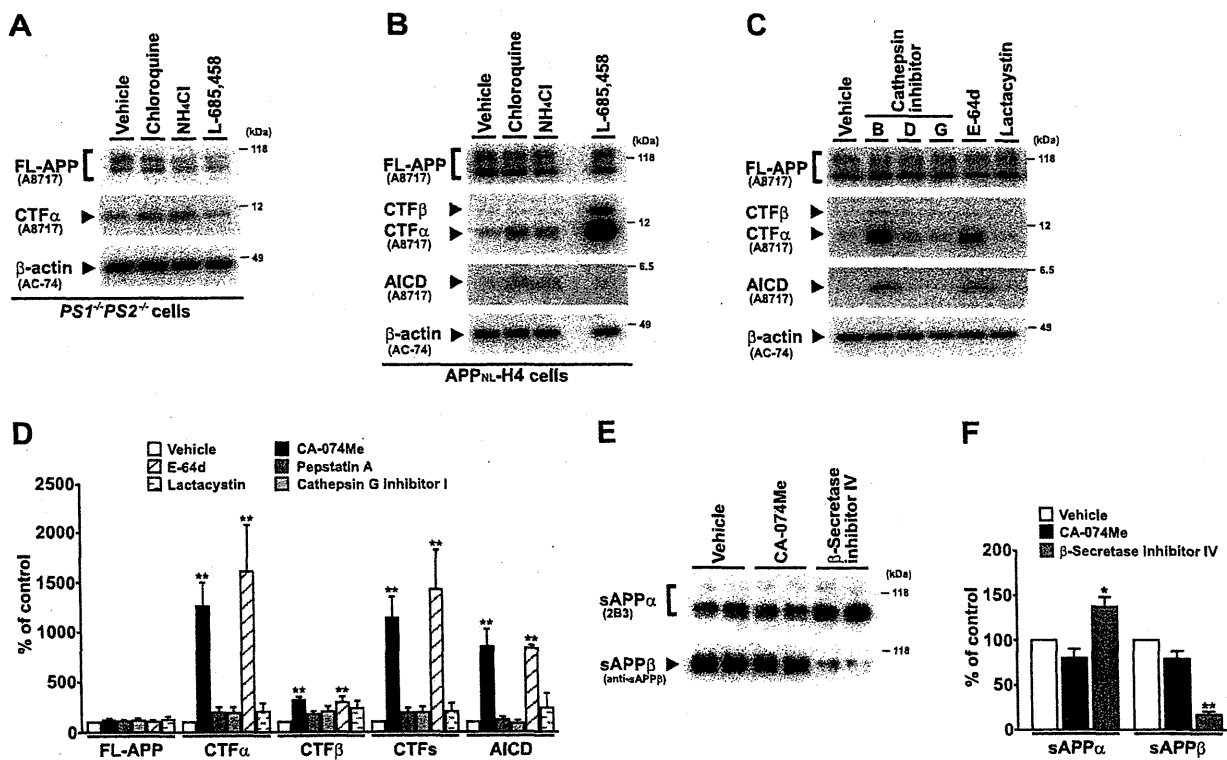 A
Vehicle
Chloroquine
NH4Cl
L-685,458
(kDa)
FL-APP
(A8717)
118
CTFα
(A8717)
12
β-actin
(AC-74)
49
PS1-/-PS2-/- cells
B
Vehicle
Chloroquine
NH4Cl
L-685,458
(kDa)
FL-APP
(A8717)
118
CTFβ
CTFα
(A8717)
12
AICD
(A8717)
6.5
β-actin
(AC-74)
49
APPNL-H4 cells
C
Vehicle
Cathepsin
inhibitor
B D G
E-64d
Lactacystin
(kDa)
FL-APP
(A8717)
118
CTFβ
CTFα
(A8717)
12
AICD
(A8717)
6.5
β-actin
(AC-74)
49
D
Vehicle
E-64d
Lactacystin
CA-074Me
Pepstatin A
Cathepsin G inhibitor I
% of control
2500
2000
1500
1000
500
0
** ** ** ** ** ** ** **
FL-APP CTFα CTFβ CTFs AICD
E
Vehicle
CA-074Me
β-Secretase
inhibitor IV
(kDa)
sAPPα
(2B3)
118
sAPPβ
(anti-sAPPβ)
118
F
Vehicle
CA-074Me
β-Secretase inhibitor IV
% of control
200
150
100
50
0
*
**
sAPPα sAPPβ